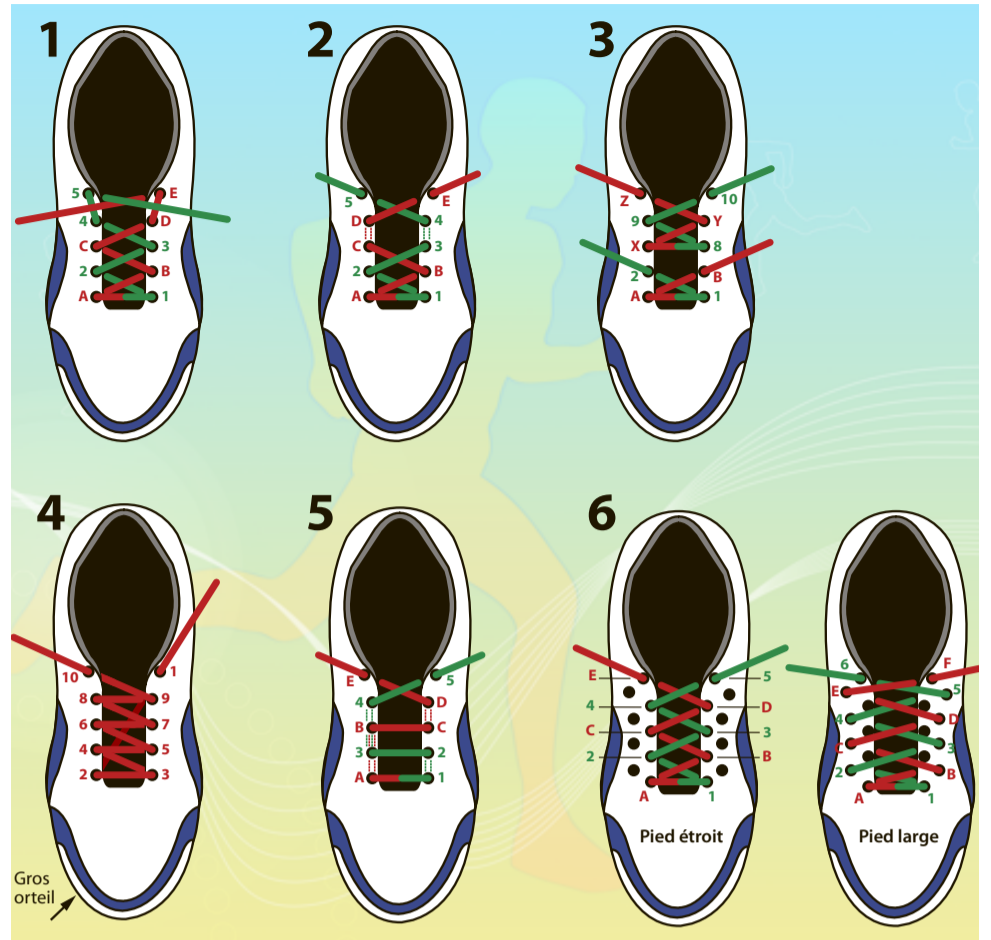 1
5 E
4 D
C 3
2 B
A 1
2
5 E
D 4
C 3
2 B
A 1
3
Z 10
9 Y
X 8
2 B
A 1
4
10 1
8 9
6 7
4 5
2 3
Gros
orteil
5
E 5
4 D
B C
3 2
A 1
6
E 5
4 D
C 3
2 B
A 1
Pied étroit
6 F
E 5
4 D
C 3
2 B
A 1
Pied large